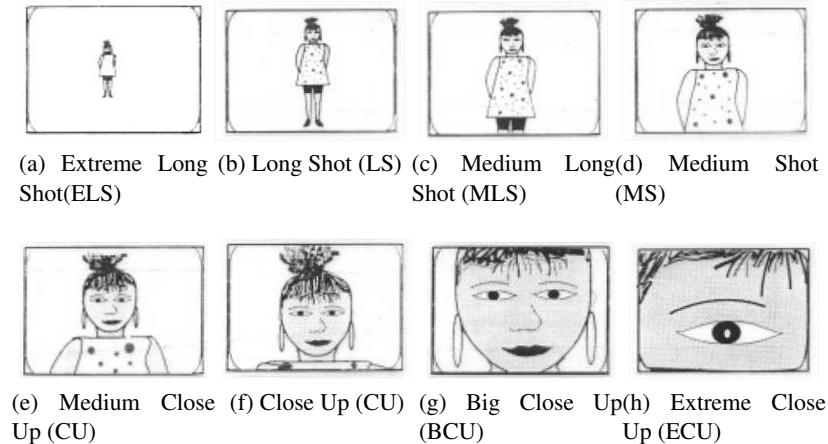 (a) Extreme Long Shot(ELS)
(b) Long Shot (LS)
(c) Medium Long Shot (MLS)
(d) Medium Shot (MS)
(e) Medium Close Up (CU)
(f) Close Up (CU)
(g) Big Close Up (BCU)
(h) Extreme Close Up (ECU)